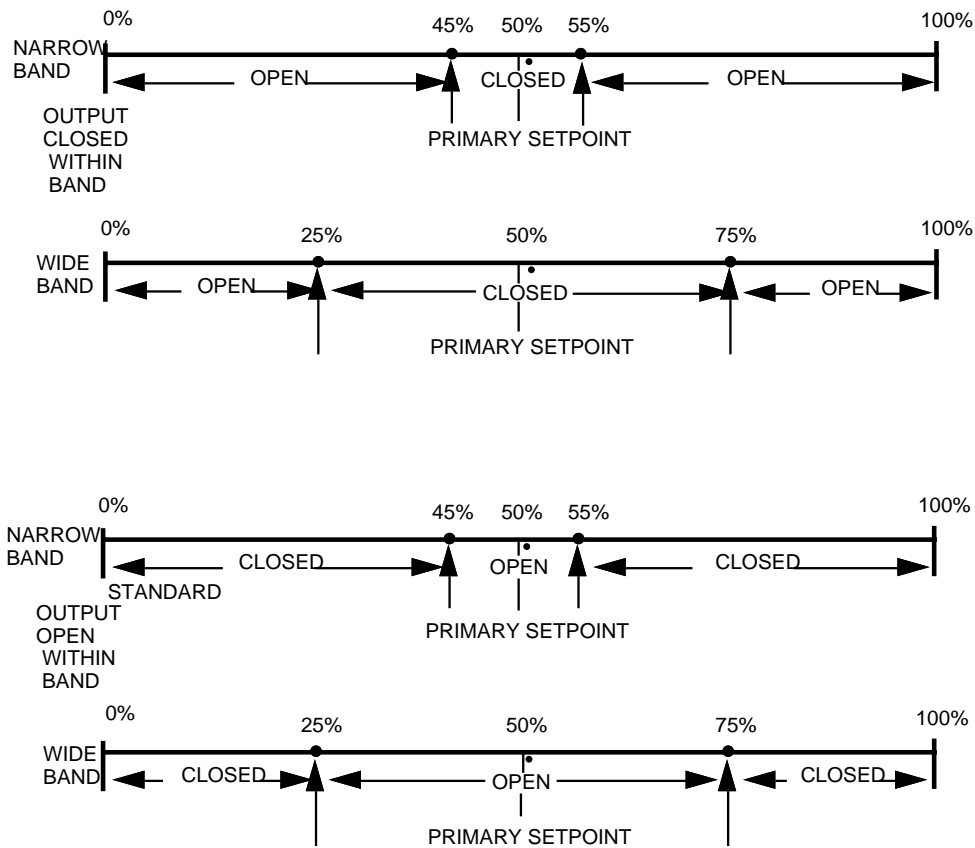 0% 45% 50% 55% 100%
NARROW
BAND
OPEN CLOSED OPEN
OUTPUT
CLOSED
WITHIN
BAND
PRIMARY SETPOINT
0% 25% 50% 75% 100%
WIDE
BAND
OPEN CLOSED OPEN
PRIMARY SETPOINT
0% 45% 50% 55% 100%
NARROW
BAND
CLOSED OPEN CLOSED
STANDARD
OUTPUT
OPEN
WITHIN
BAND
PRIMARY SETPOINT
0% 25% 50% 75% 100%
WIDE
BAND
CLOSED OPEN CLOSED
PRIMARY SETPOINT